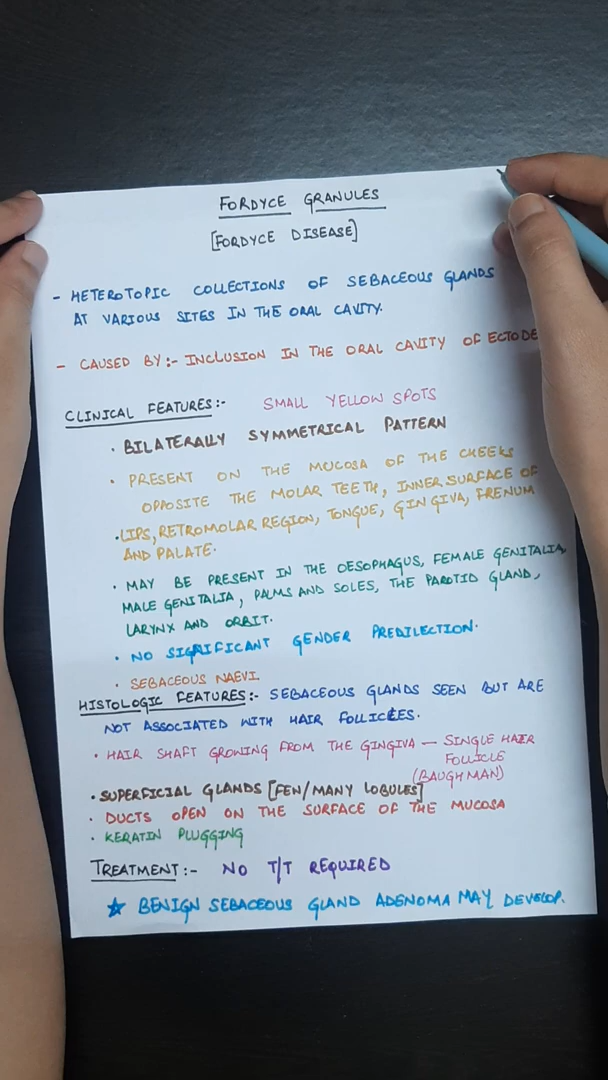 FORDYCE GRANULES
[FORDYCE DISEASE]
- HETEROTOPIC COLLECTIONS OF SEBACEOUS GLANDS
AT VARIOUS SITES IN THE ORAL CAVITY.
- CAUSED BY:- INCLUSION IN THE ORAL CAVITY OF ECTODE
CLINICAL FEATURES:- SMALL YELLOW SPOTS
• BILATERALLY SYMMETRICAL PATTERN
• PRESENT ON THE MUCOSA OF THE CHEEKS
OPPOSITE THE MOLAR TEETH, INNER SURFACE OF
• LIPS, RETROMOLAR REGION, TONGUE, GINGIVA, FRENUM
AND PALATE.
• MAY BE PRESENT IN THE OESOPHAGUS, FEMALE GENITALIA,
MALE GENITALIA, PALMS AND SOLES, THE PAROTID GLAND,
LARYNX AND ORBIT.
• NO SIGNIFICANT GENDER PREDILECTION.
• SEBACEOUS NAEVI
HISTOLOGIC FEATURES:- SEBACEOUS GLANDS SEEN BUT ARE
NOT ASSOCIATED WITH HAIR FOLLICLES.
• HAIR SHAFT GROWING FROM THE GINGIVA — SINGLE HAIR
FOLLICLE
(BAUGHMAN)
• SUPERFICIAL GLANDS [FEN/MANY LOBULES]
• DUCTS OPEN ON THE SURFACE OF THE MUCOSA
• KERATIN PLUGGING
TREATMENT:- NO T/T REQUIRED
★ BENIGN SEBACEOUS GLAND ADENOMA MAY DEVELOP.